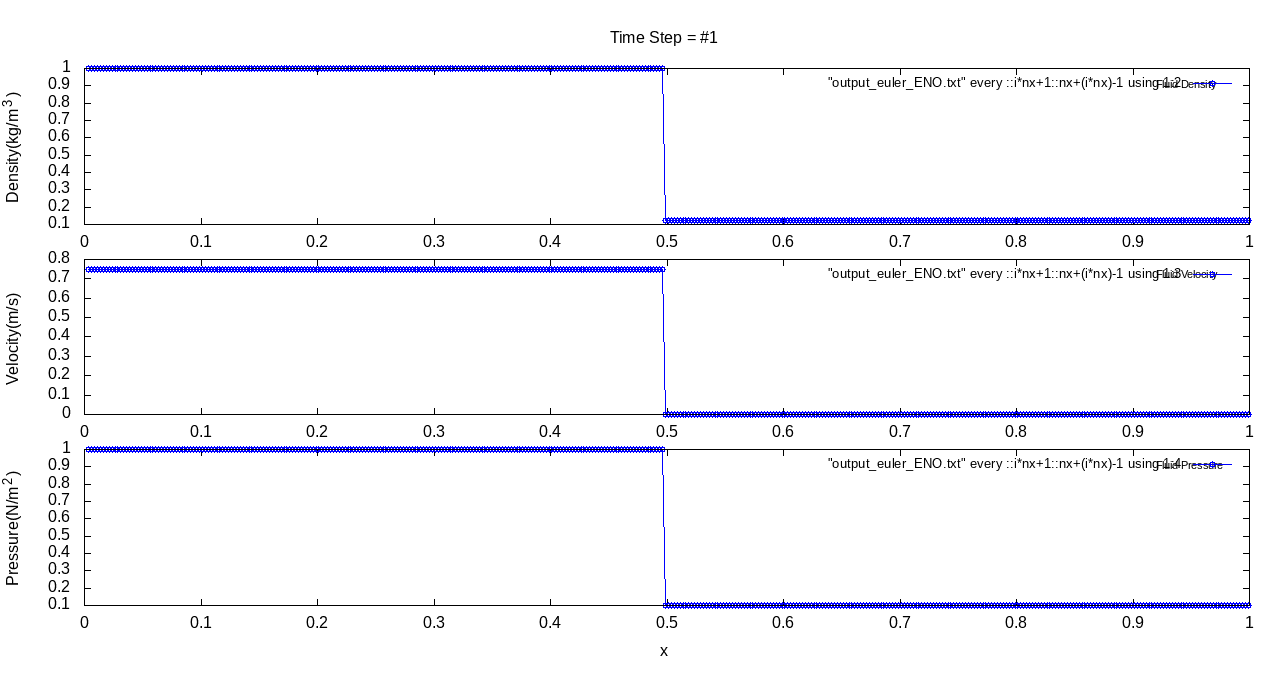 Time Step = #1
Density(kg/m3)
1
0.9
0.8
0.7
0.6
0.5
0.4
0.3
0.2
0.1
"output_euler_ENO.txt" every ::i*nx+1::nx+(i*nx)-1 using 1:2
Fluid Density
0 0.1 0.2 0.3 0.4 0.5 0.6 0.7 0.8 0.9 1
Velocity(m/s)
0.8
0.7
0.6
0.5
0.4
0.3
0.2
0.1
0
"output_euler_ENO.txt" every ::i*nx+1::nx+(i*nx)-1 using 1:3
Fluid Velocity
0 0.1 0.2 0.3 0.4 0.5 0.6 0.7 0.8 0.9 1
Pressure(N/m2)
1
0.9
0.8
0.7
0.6
0.5
0.4
0.3
0.2
0.1
"output_euler_ENO.txt" every ::i*nx+1::nx+(i*nx)-1 using 1:4
Fluid Pressure
0 0.1 0.2 0.3 0.4 0.5 0.6 0.7 0.8 0.9 1
x